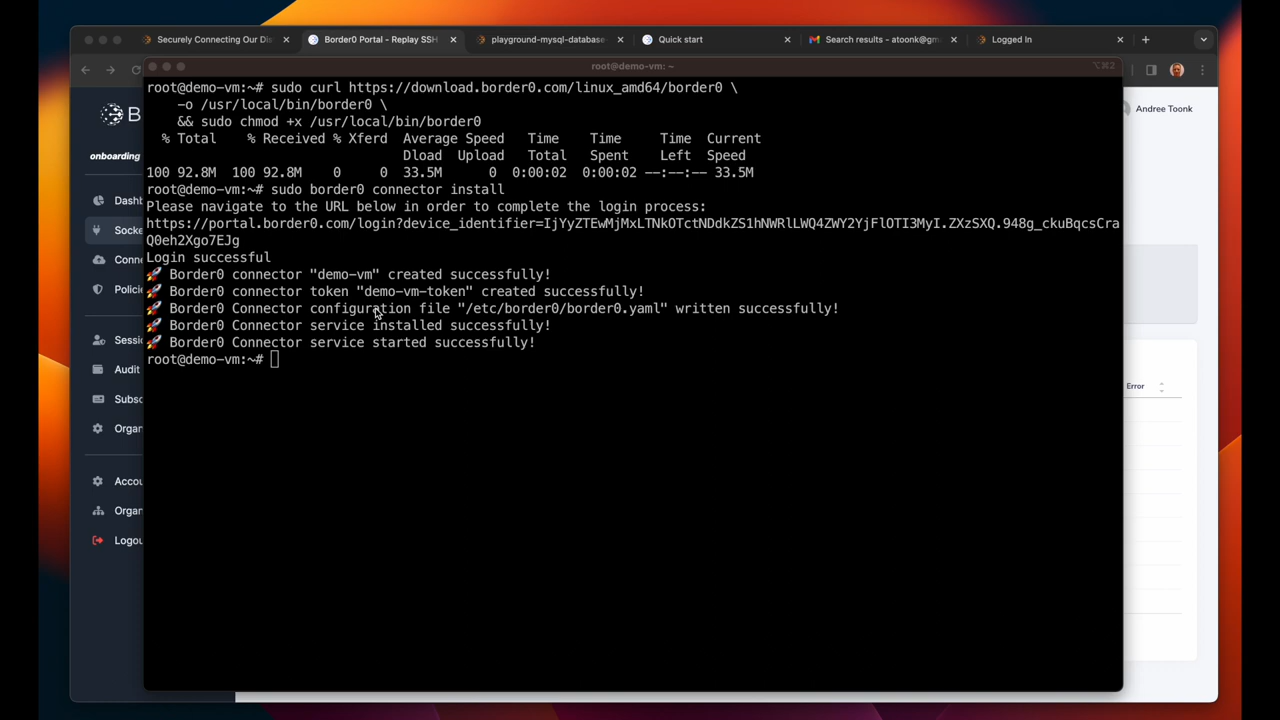 Securely Connecting Our Dis
Border0 Portal - Replay SSH
playground-mysql-database
Quick start
Search results - atoonk@gm
Logged In
root@demo-vm: ~
⌥⌘2
root@demo-vm:~# sudo curl https://download.border0.com/linux_amd64/border0 \
-o /usr/local/bin/border0 \
&& sudo chmod +x /usr/local/bin/border0
% Total % Received % Xferd Average Speed Time Time Time Current
Dload Upload Total Spent Left Speed
100 92.8M 100 92.8M 0 0 33.5M 0 0:00:02 0:00:02 --:--:-- 33.5M
root@demo-vm:~# sudo border0 connector install
Please navigate to the URL below in order to complete the login process:
https://portal.border0.com/login?device_identifier=IjYyZTEwMjMxLTNkOTctNDdkZS1hNWRlLWQ4ZWY2YjFlOTI3MyI.ZXzSXQ.948g_ckuBqcsCra
Q0eh2Xgo7EJg
Login successful
🚀 Border0 connector "demo-vm" created successfully!
🚀 Border0 connector token "demo-vm-token" created successfully!
🚀 Border0 Connector configuration file "/etc/border0/border0.yaml" written successfully!
🚀 Border0 Connector service installed successfully!
🚀 Border0 Connector service started successfully!
root@demo-vm:~#
B
onboarding
Dashb
Socke
Conne
Policie
Sessi
Audit
Subsc
Organ
Accou
Organ
Logou
Andree Toonk
Error